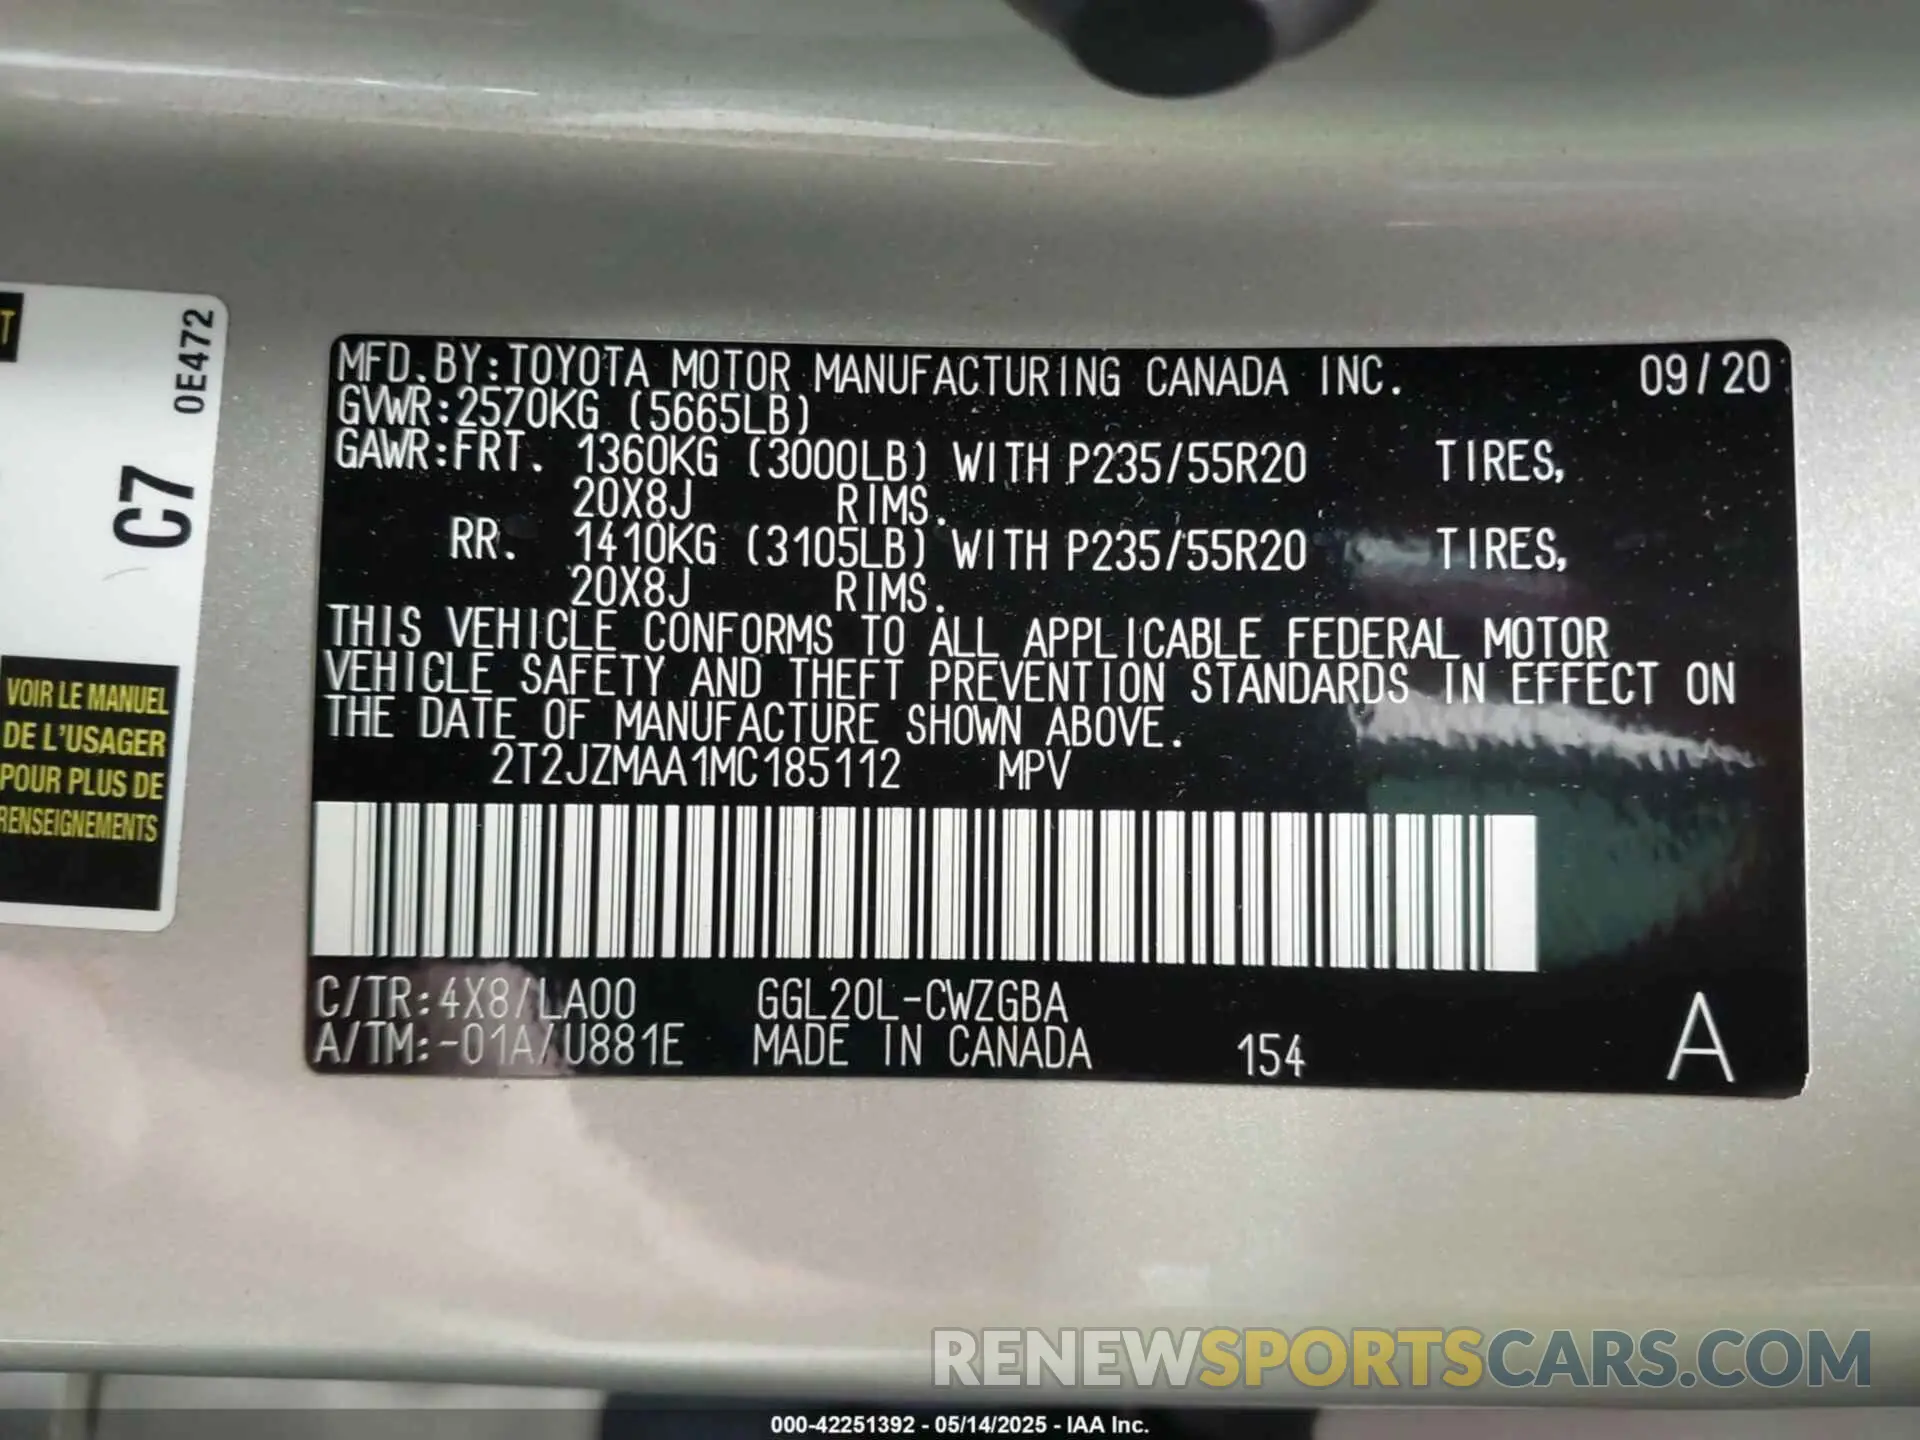 T
0E472
C7
VOIR LE MANUEL
DE L'USAGER
POUR PLUS DE
RENSEIGNEMENTS
MFD.BY:TOYOTA MOTOR MANUFACTURING CANADA INC. 09/20
GVWR:2570KG (5665LB)
GAWR:FRT. 1360KG (3000LB) WITH P235/55R20 TIRES,
20X8J RIMS.
RR. 1410KG (3105LB) WITH P235/55R20 TIRES,
20X8J RIMS.
THIS VEHICLE CONFORMS TO ALL APPLICABLE FEDERAL MOTOR
VEHICLE SAFETY AND THEFT PREVENTION STANDARDS IN EFFECT ON
THE DATE OF MANUFACTURE SHOWN ABOVE.
2T2JZMAA1MC185112 MPV
C/TR:4X8/LA00 GGL20L-CWZGBA
A/TM:-01A/U881E MADE IN CANADA 154 A
RENEWSPORTSCARS.COM
000-42251392 - 05/14/2025 - IAA Inc.